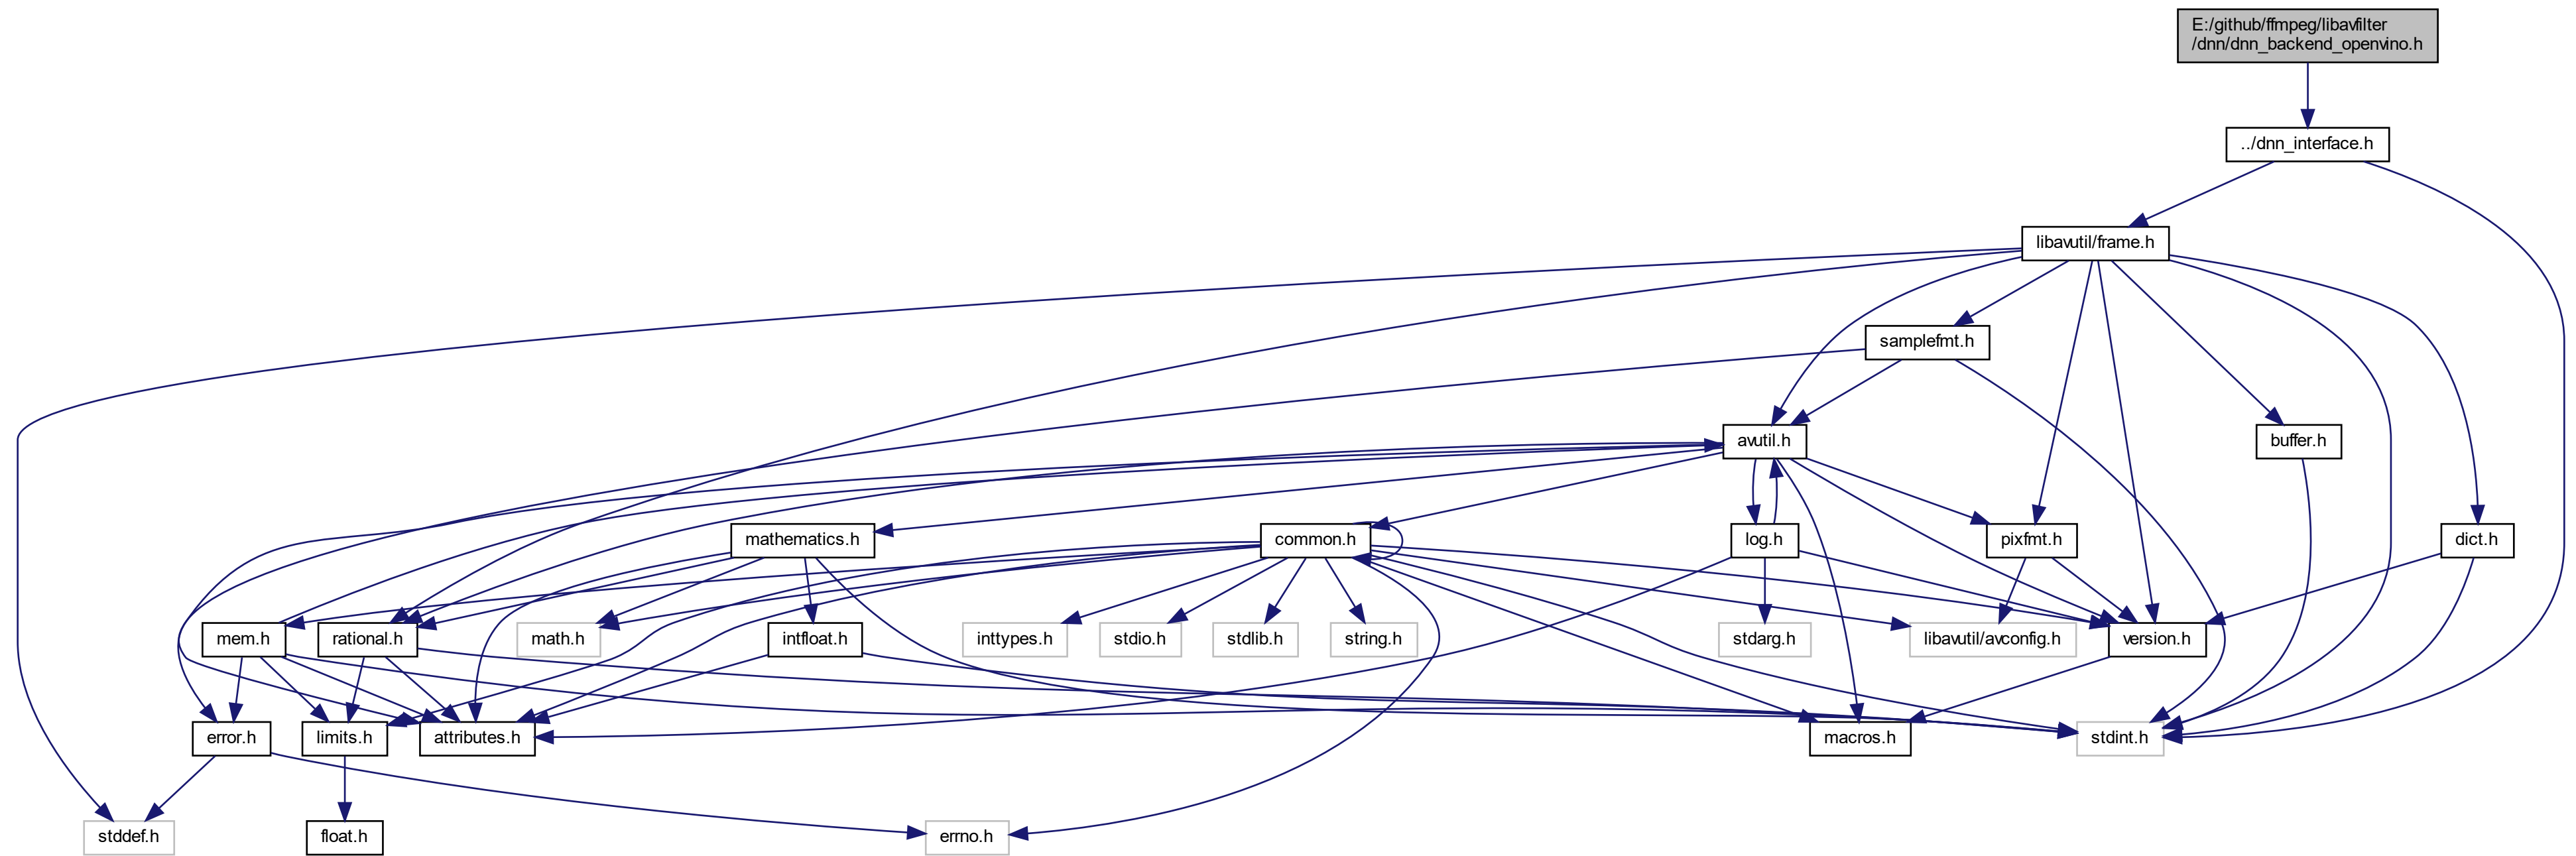 E:/github/ffmpeg/libavfilter
/dnn/dnn_backend_openvino.h
../dnn_interface.h
libavutil/frame.h
samplefmt.h
avutil.h
buffer.h
mathematics.h
common.h
log.h
pixfmt.h
dict.h
mem.h
rational.h
math.h
intfloat.h
inttypes.h
stdio.h
stdlib.h
string.h
stdarg.h
libavutil/avconfig.h
version.h
error.h
limits.h
attributes.h
macros.h
stdint.h
stddef.h
float.h
errno.h